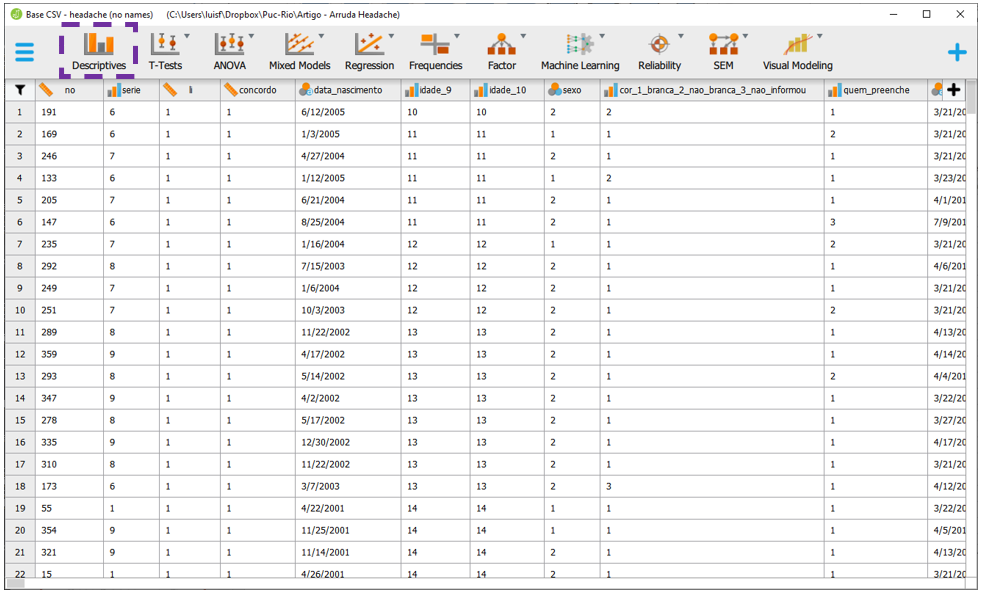 Base CSV - headache (no names) (C:\Users\luisf\Dropbox\Puc-Rio\Artigo - Arruda Headache)
Descriptives T-Tests ANOVA Mixed Models Regression Frequencies Factor Machine Learning Reliability SEM Visual Modeling
no serie li concordo data_nascimento idade_9 idade_10 sexo cor_1_branca_2_nao_branca_3_nao_informou quem_preenche
1 191 6 1 1 6/12/2005 10 10 2 2 1 3/21/20
2 169 6 1 1 1/3/2005 11 11 1 1 2 3/21/20
3 246 7 1 1 4/27/2004 11 11 2 1 1 3/21/20
4 133 6 1 1 1/12/2005 11 11 1 2 1 3/23/20
5 205 7 1 1 6/21/2004 11 11 2 1 1 4/1/201
6 147 6 1 1 8/25/2004 11 11 2 1 3 7/9/201
7 235 7 1 1 1/16/2004 12 12 1 1 2 3/21/20
8 292 8 1 1 7/15/2003 12 12 2 1 1 4/6/201
9 249 7 1 1 1/6/2004 12 12 2 1 1 3/21/20
10 251 7 1 1 10/3/2003 12 12 2 1 2 3/21/20
11 289 8 1 1 11/22/2002 13 13 2 1 1 4/13/20
12 359 9 1 1 4/17/2002 13 13 2 1 1 4/14/20
13 293 8 1 1 5/14/2002 13 13 2 1 2 4/4/201
14 347 9 1 1 4/2/2002 13 13 2 1 1 3/22/20
15 278 8 1 1 5/17/2002 13 13 2 1 1 3/27/20
16 335 9 1 1 12/30/2002 13 13 2 1 1 4/17/20
17 310 8 1 1 11/22/2002 13 13 2 1 1 3/21/20
18 173 6 1 1 3/7/2003 13 13 2 3 1 4/12/20
19 55 1 1 1 4/22/2001 14 14 1 1 1 3/22/20
20 354 9 1 1 11/25/2001 14 14 1 1 1 4/5/201
21 321 9 1 1 11/14/2001 14 14 2 1 1 4/13/20
22 15 1 1 1 4/26/2001 14 14 2 1 1 3/21/20